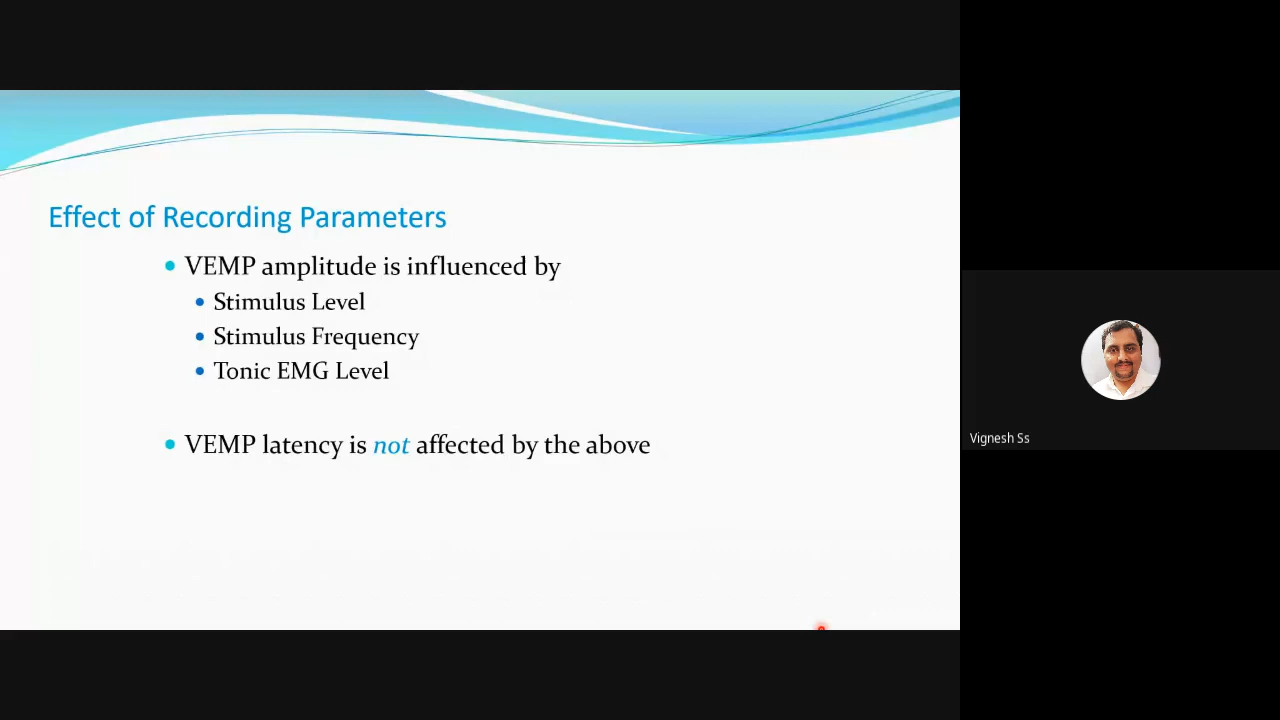 Effect of Recording Parameters
VEMP amplitude is influenced by
Stimulus Level
Stimulus Frequency
Tonic EMG Level
VEMP latency is not affected by the above
Vignesh Ss